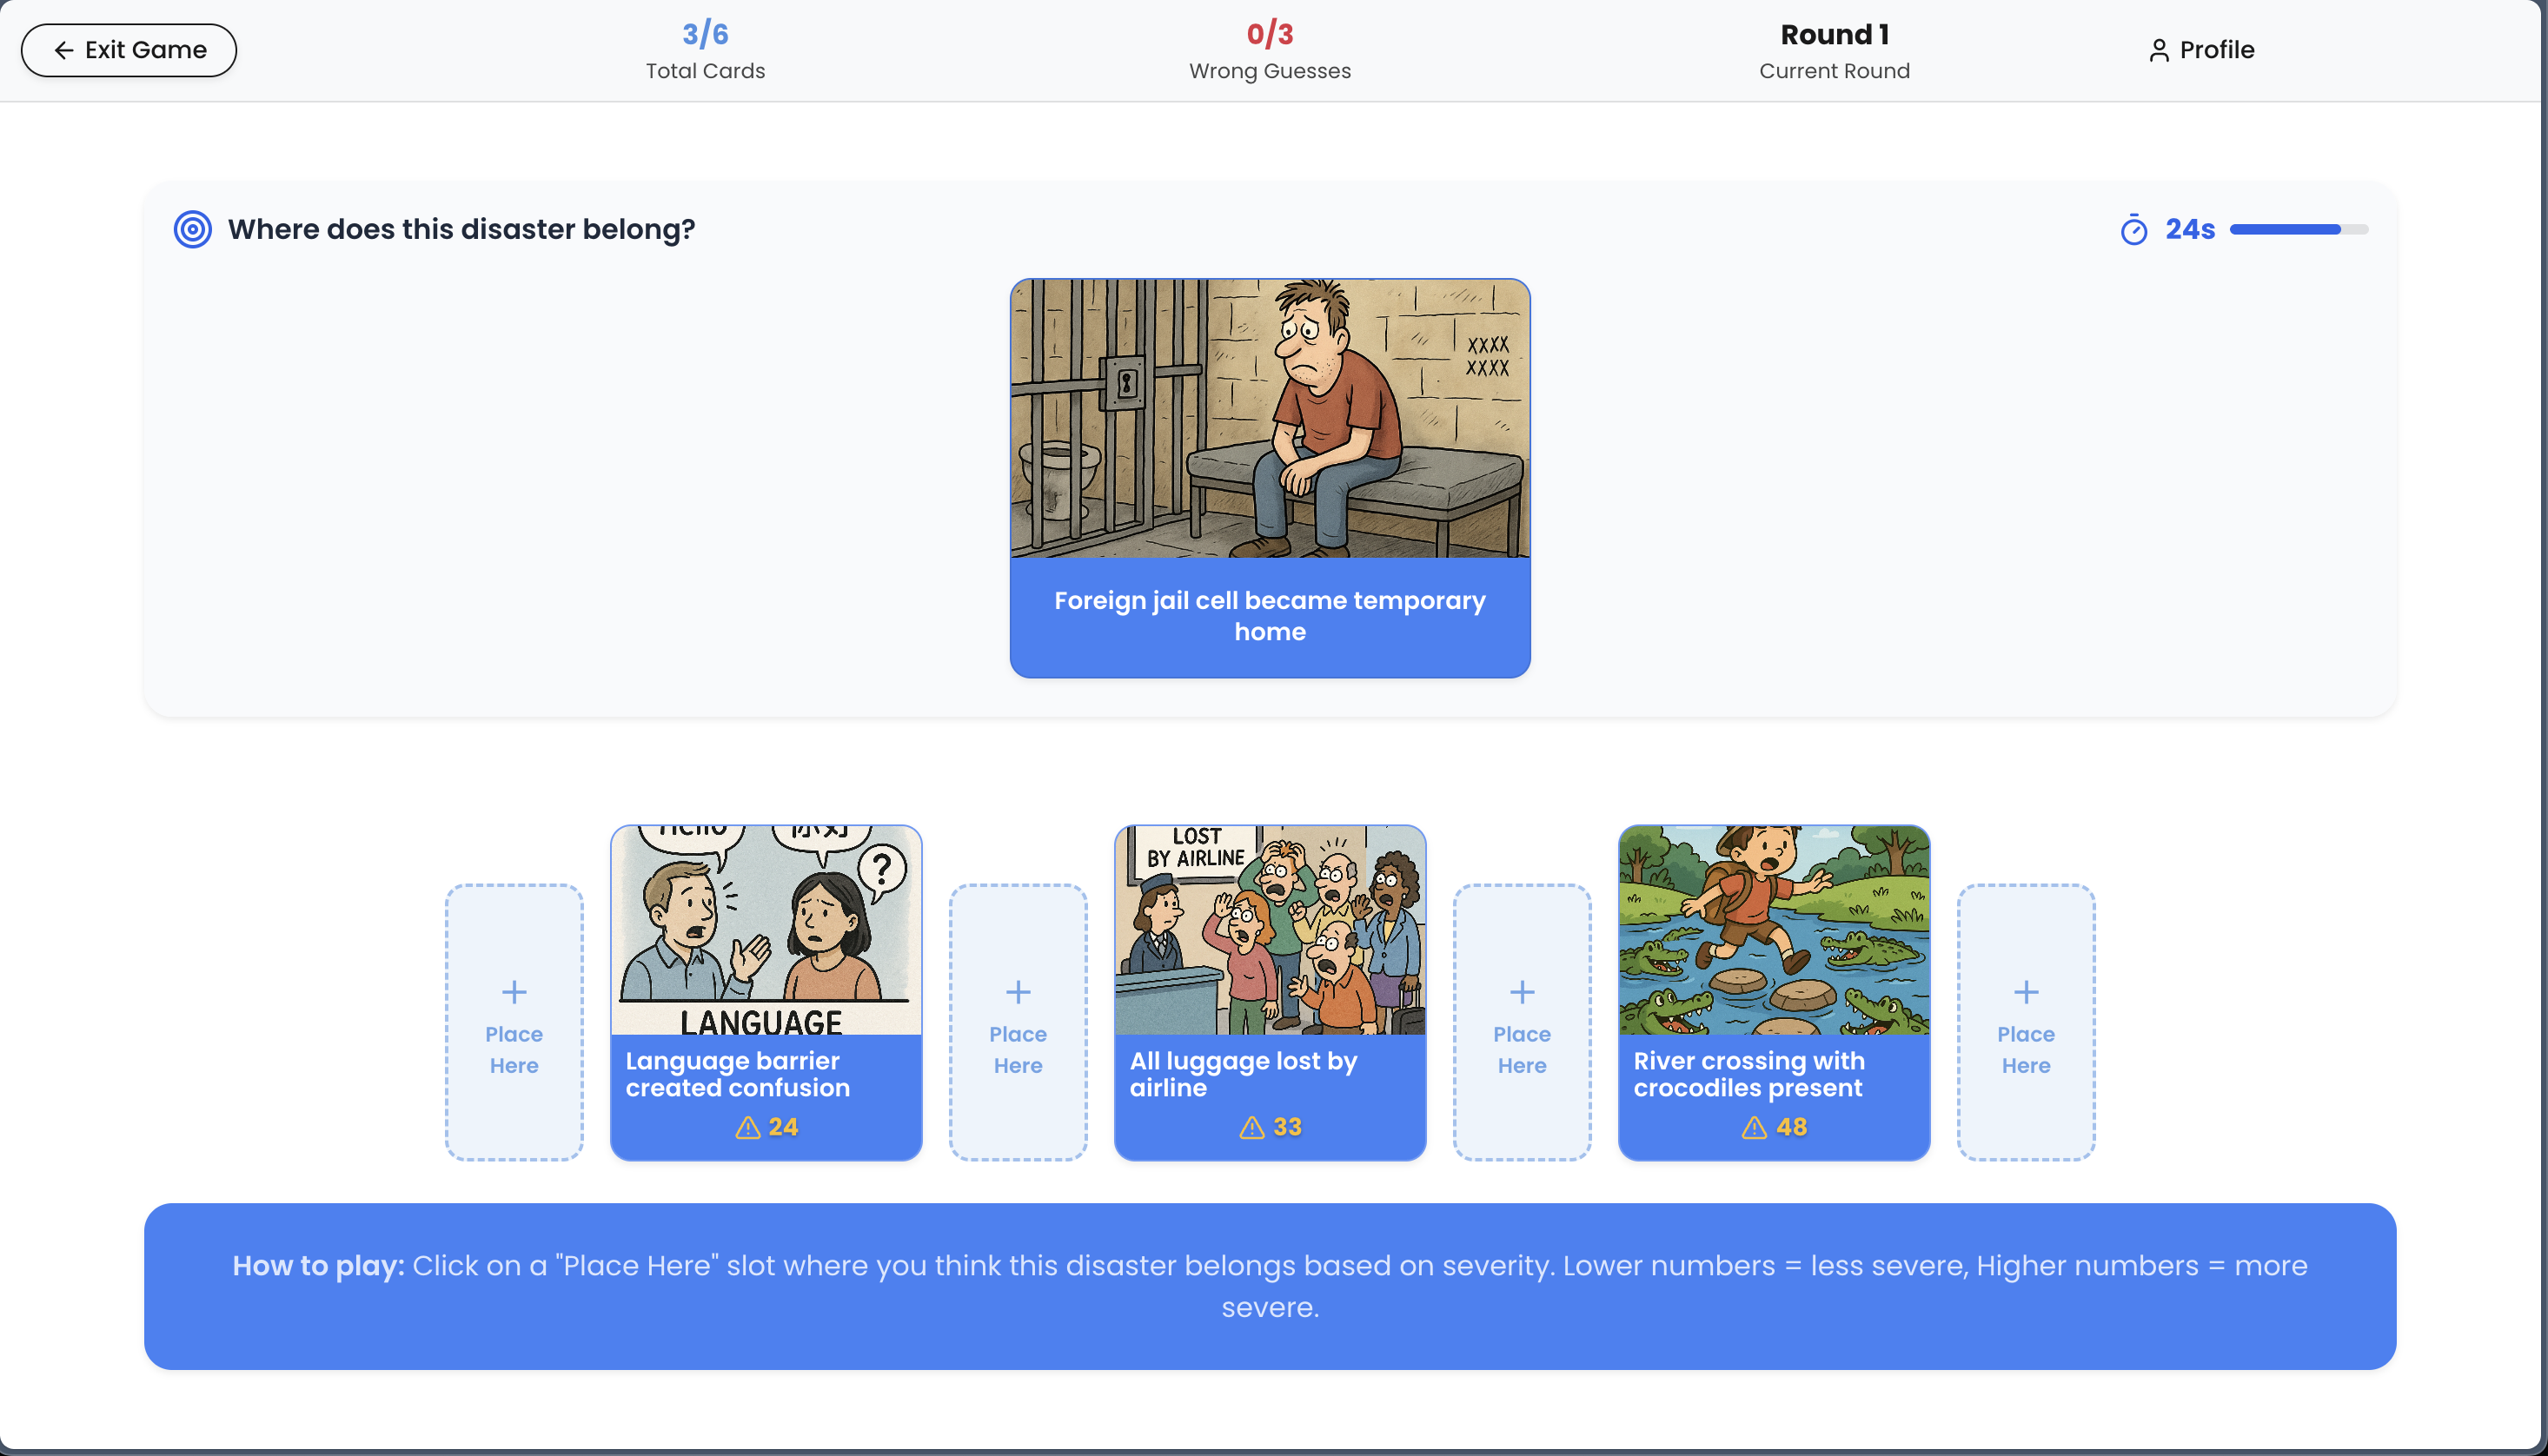 Exit Game
3/6
Total Cards
0/3
Wrong Guesses
Round 1
Current Round
Profile
Where does this disaster belong?
24s
XXXX
XXXX
Foreign jail cell became temporary
home
+
Place
Here
Hello
你好
?
LANGUAGE
Language barrier
created confusion
24
+
Place
Here
LOST
BY AIRLINE
All luggage lost by
airline
33
+
Place
Here
River crossing with
crocodiles present
48
+
Place
Here
How to play: Click on a "Place Here" slot where you think this disaster belongs based on severity. Lower numbers = less severe, Higher numbers = more
severe.